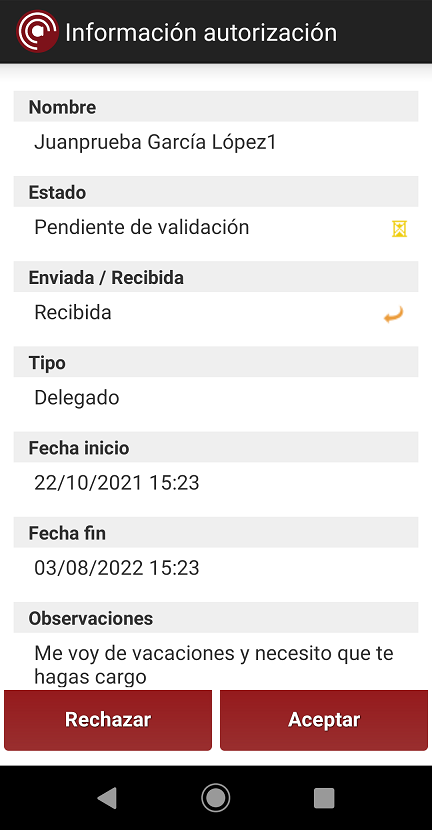 Información autorización
Nombre
Juanprueba García López1
Estado
Pendiente de validación
Enviada / Recibida
Recibida
Tipo
Delegado
Fecha inicio
22/10/2021 15:23
Fecha fin
03/08/2022 15:23
Observaciones
Me voy de vacaciones y necesito que te
hagas cargo
Rechazar
Aceptar